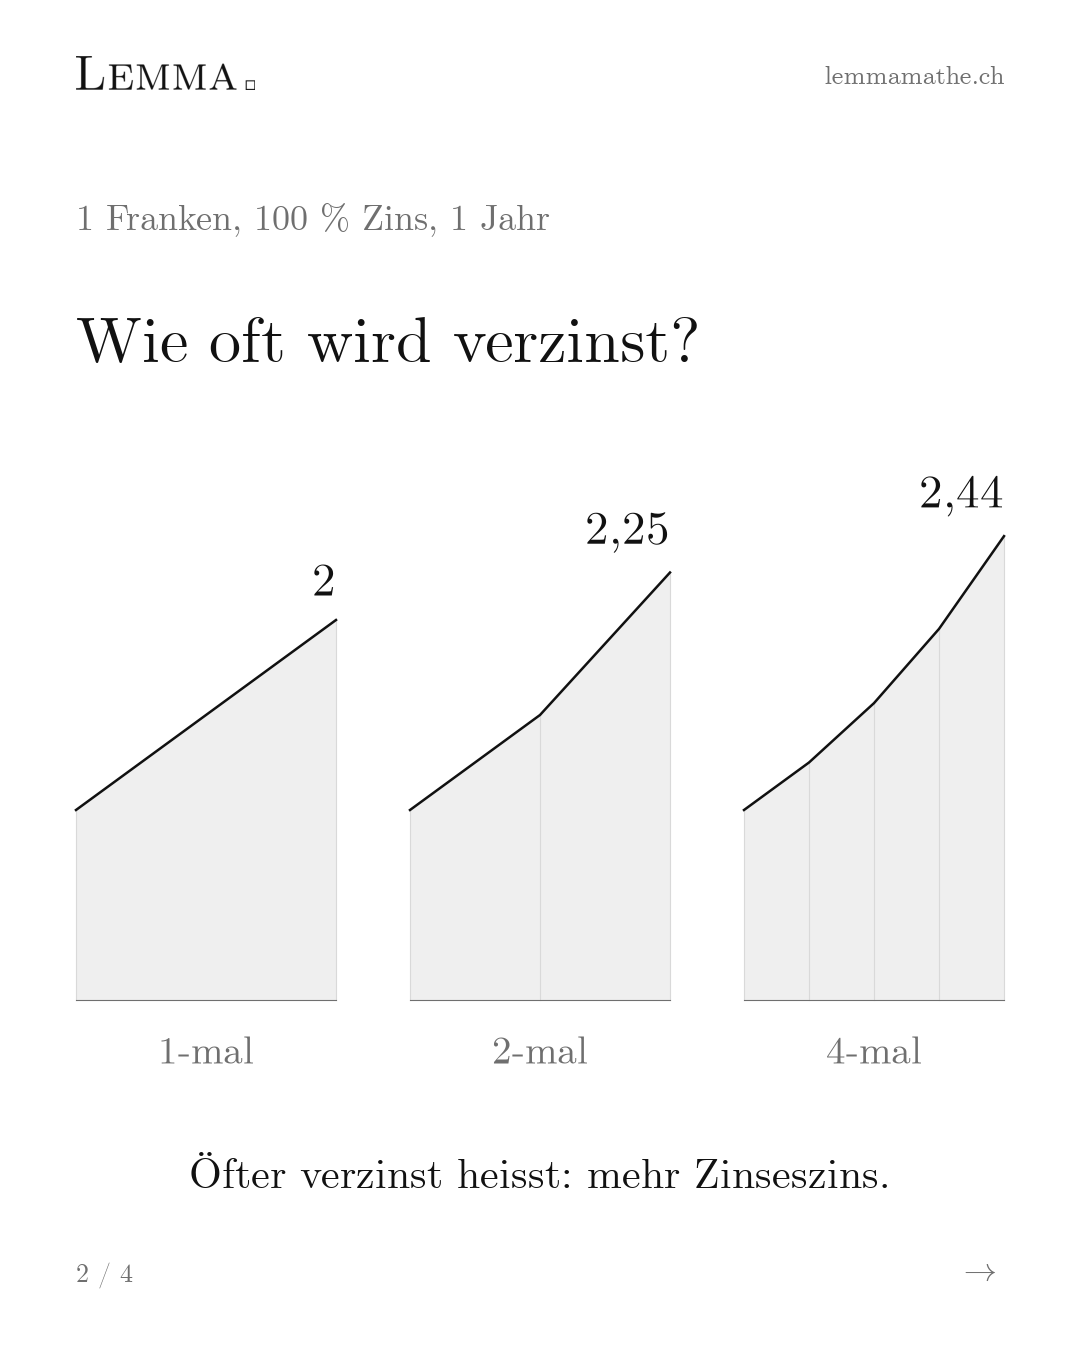 LEMMA
lemmamathe.ch
1 Franken, 100 % Zins, 1 Jahr
Wie oft wird verzinst?
2
2,25
2,44
1-mal
2-mal
4-mal
Öfter verzinst heisst: mehr Zinseszins.
2 / 4
→